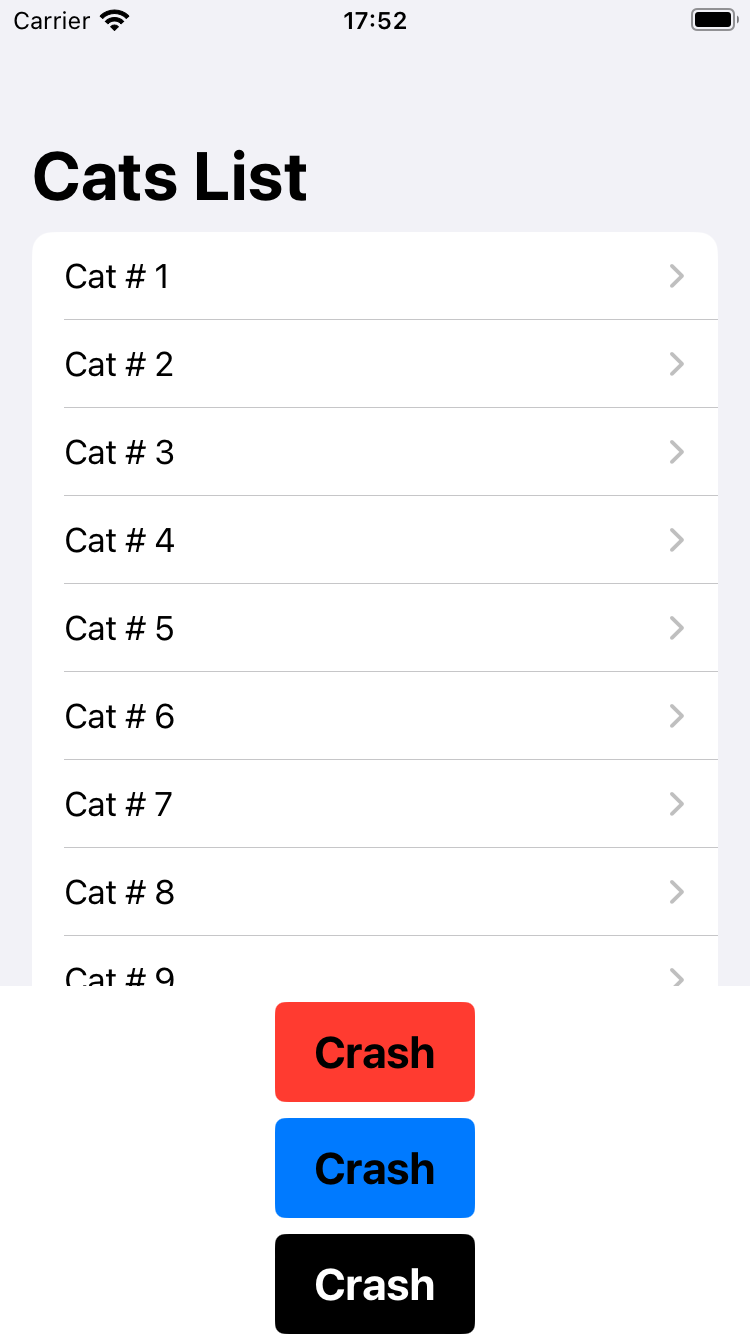 Carrier 17:52
Cats List
Cat # 1
Cat # 2
Cat # 3
Cat # 4
Cat # 5
Cat # 6
Cat # 7
Cat # 8
Cat # 9
Crash
Crash
Crash